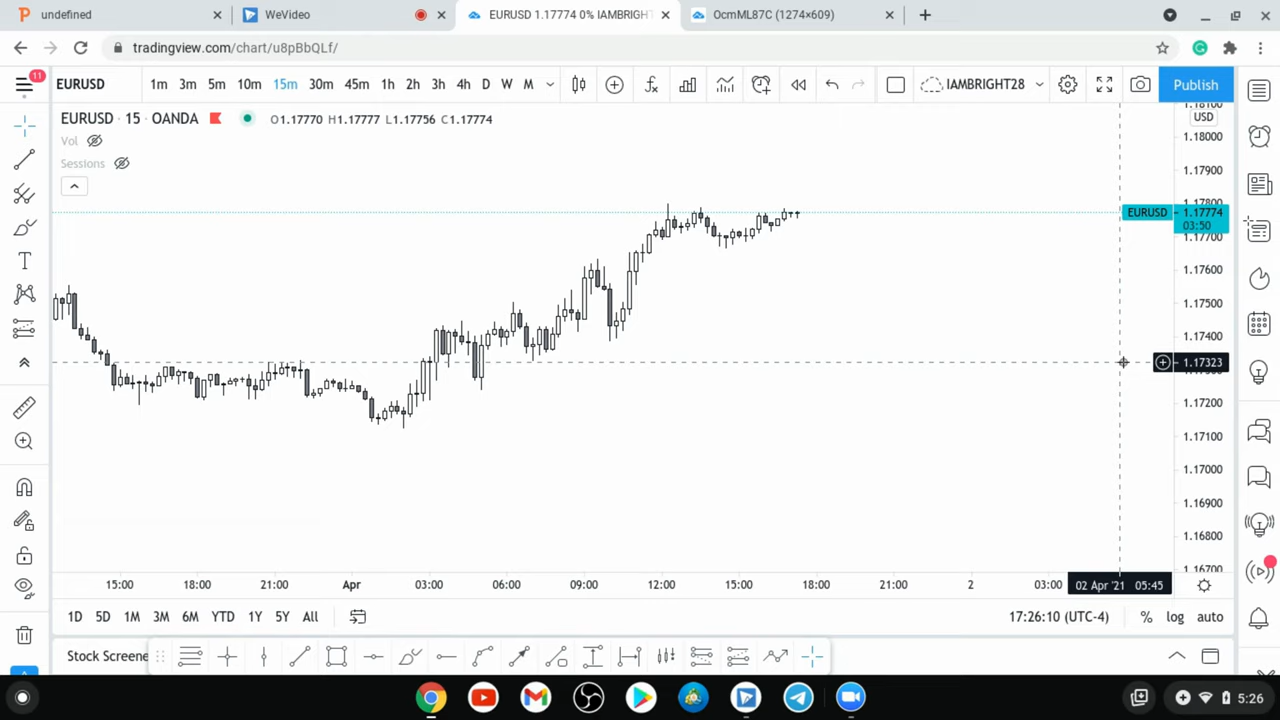 undefined
WeVideo
EURUSD 1.17774 0% IAMBRIGHT
OcmML87C (1274×609)
tradingview.com/chart/u8pBbQLf/
11
EURUSD
1m 3m 5m 10m 15m 30m 45m 1h 2h 3h 4h D W M
IAMBRIGHT28
Publish
EURUSD · 15 · OANDA
O1.17770 H1.17777 L1.17756 C1.17774
Vol
Sessions
1.18100
USD
1.18000
1.17900
1.17800
EURUSD 1.17774
03:50
1.17700
1.17600
1.17500
1.17400
1.17323
1.17200
1.17100
1.17000
1.16900
1.16800
1.16700
15:00 18:00 21:00 Apr 03:00 06:00 09:00 12:00 15:00 18:00 21:00 2 03:00 02 Apr '21 05:45
1D 5D 1M 3M 6M YTD 1Y 5Y All
17:26:10 (UTC-4) % log auto
Stock Screene
5:26